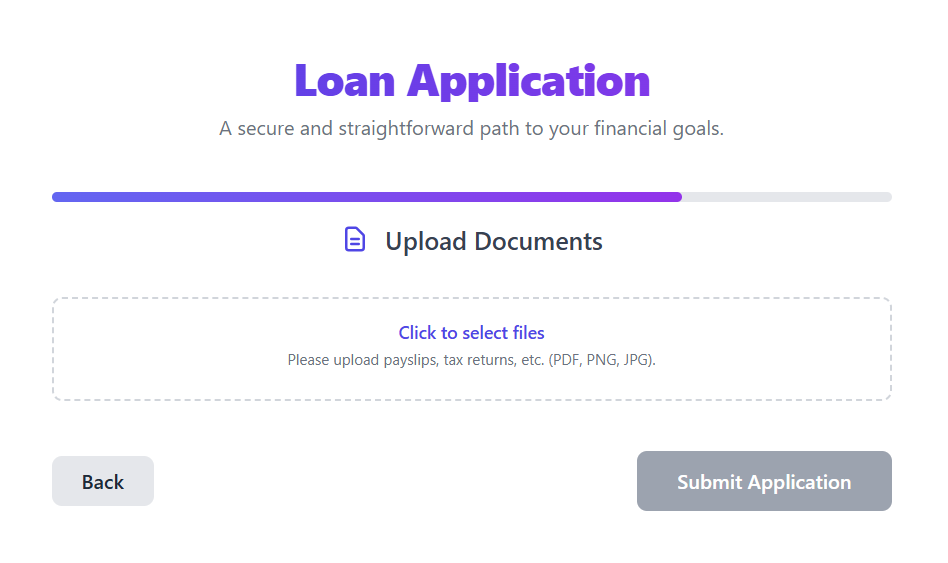 Loan Application
A secure and straightforward path to your financial goals.
Upload Documents
Click to select files
Please upload payslips, tax returns, etc. (PDF, PNG, JPG).
Back
Submit Application